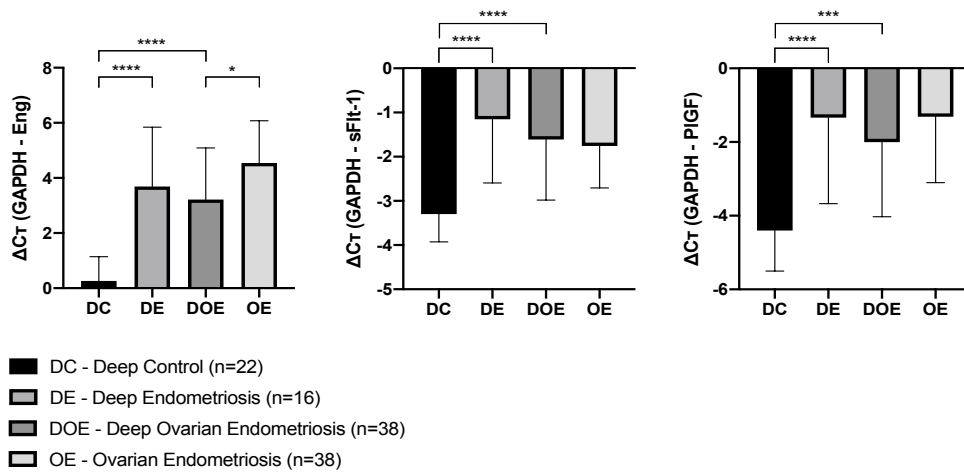 ****
****
*
8
6
4
2
0
ΔCT (GAPDH - Eng)
DC DE DOE OE
****
****
0
-1
-2
-3
-4
-5
ΔCT (GAPDH - sFlt-1)
DC DE DOE OE
***
****
0
-2
-4
-6
ΔCT (GAPDH - PlGF)
DC DE DOE OE
DC - Deep Control (n=22)
DE - Deep Endometriosis (n=16)
DOE - Deep Ovarian Endometriosis (n=38)
OE - Ovarian Endometriosis (n=38)